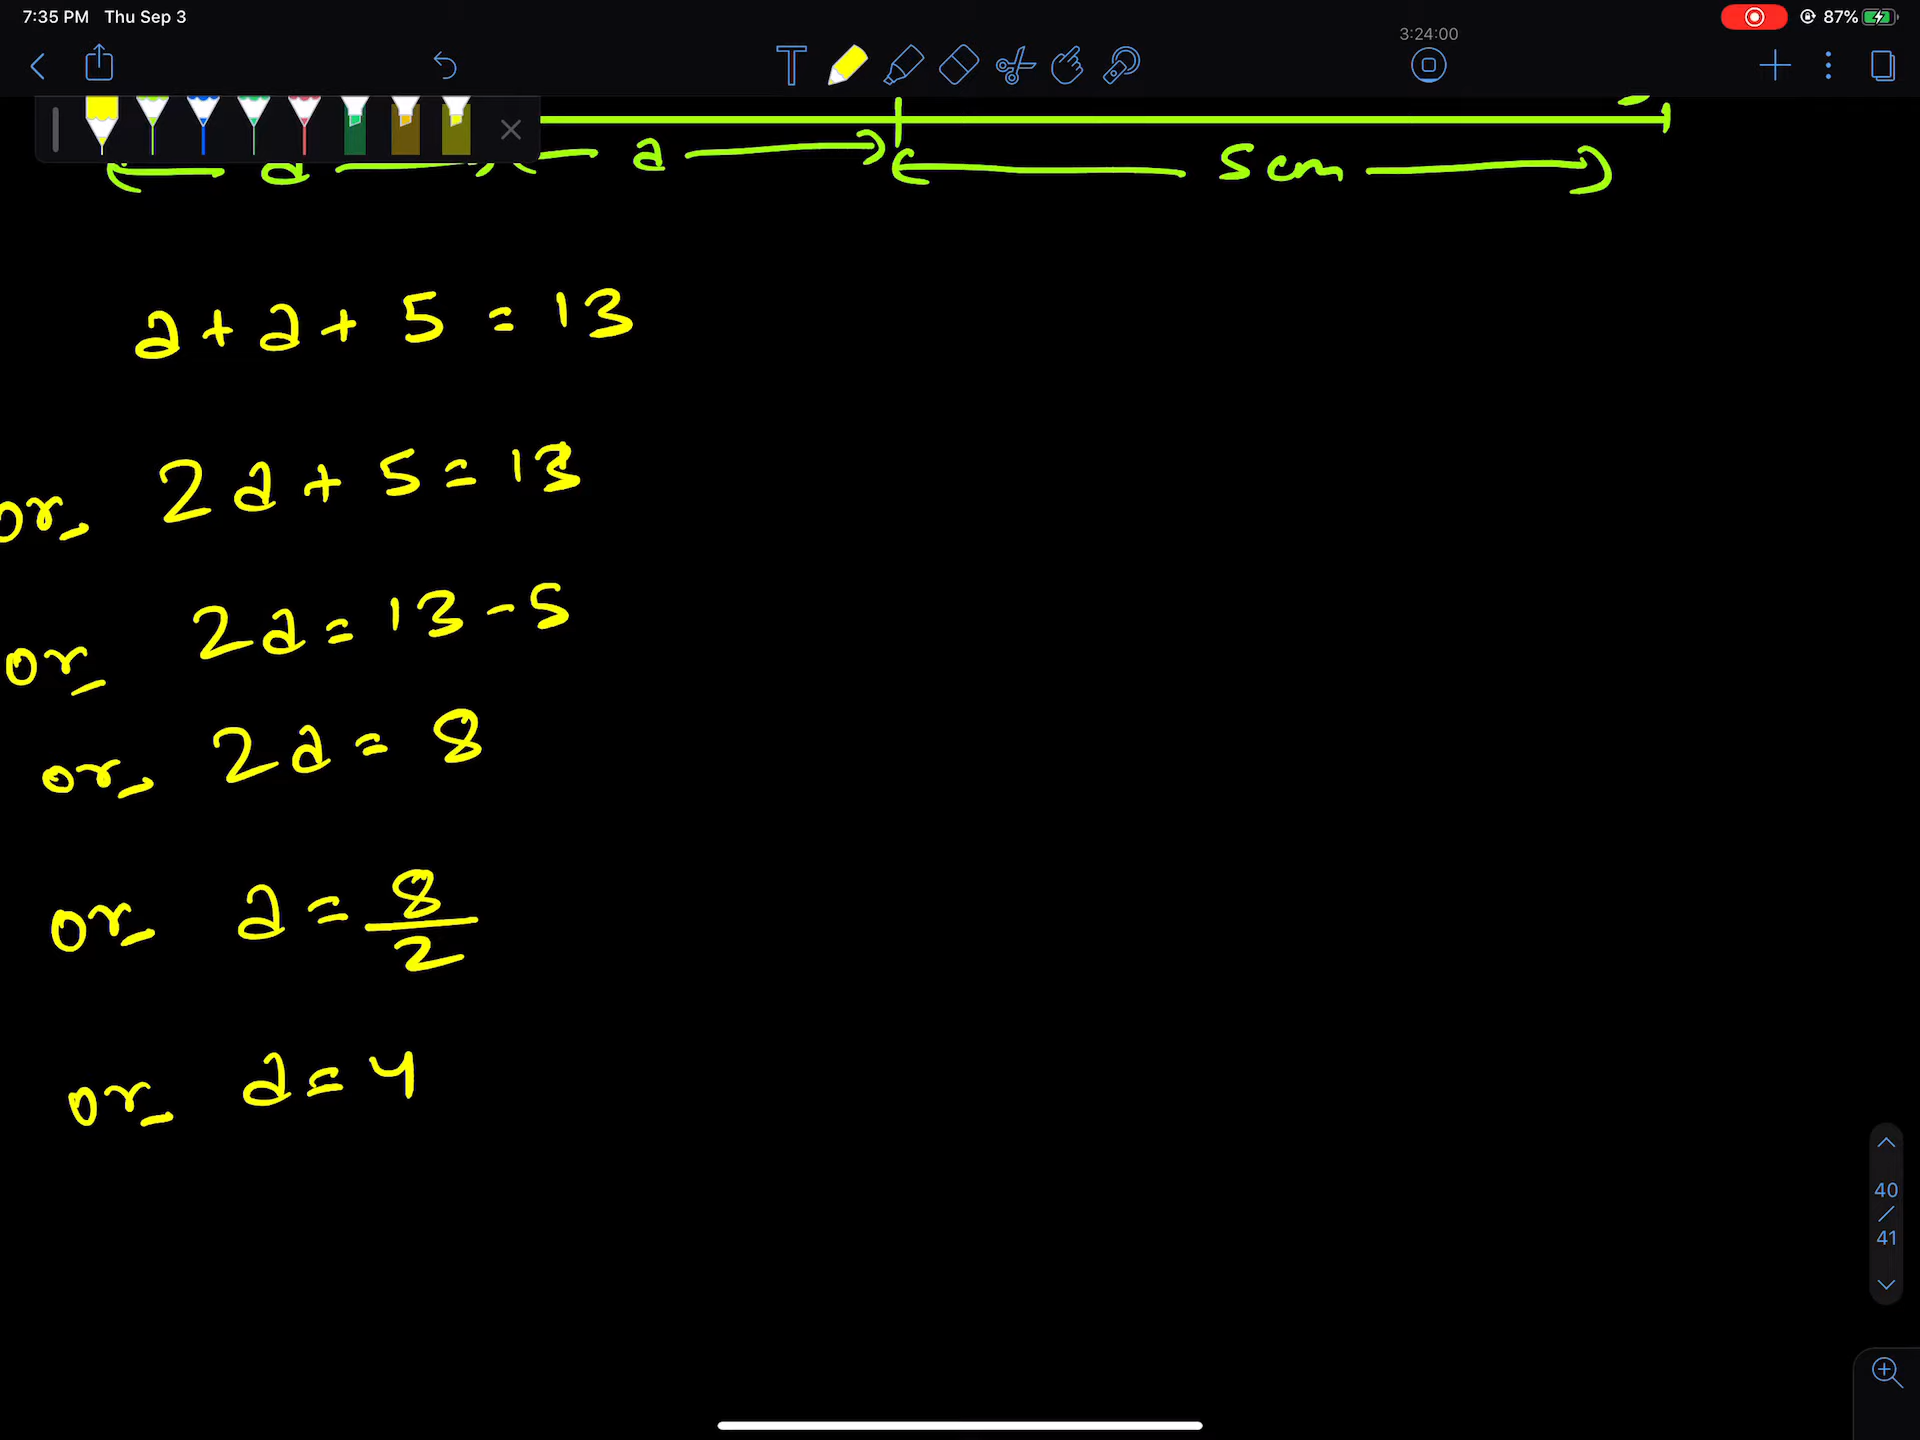 7:35 PM Thu Sep 3
87%
3:24:00
a a 5cm
a + a + 5 = 13
or, 2a + 5 = 13
or, 2a = 13 - 5
or, 2a = 8
or, a = 8/2
or, a = 4
40
/
41